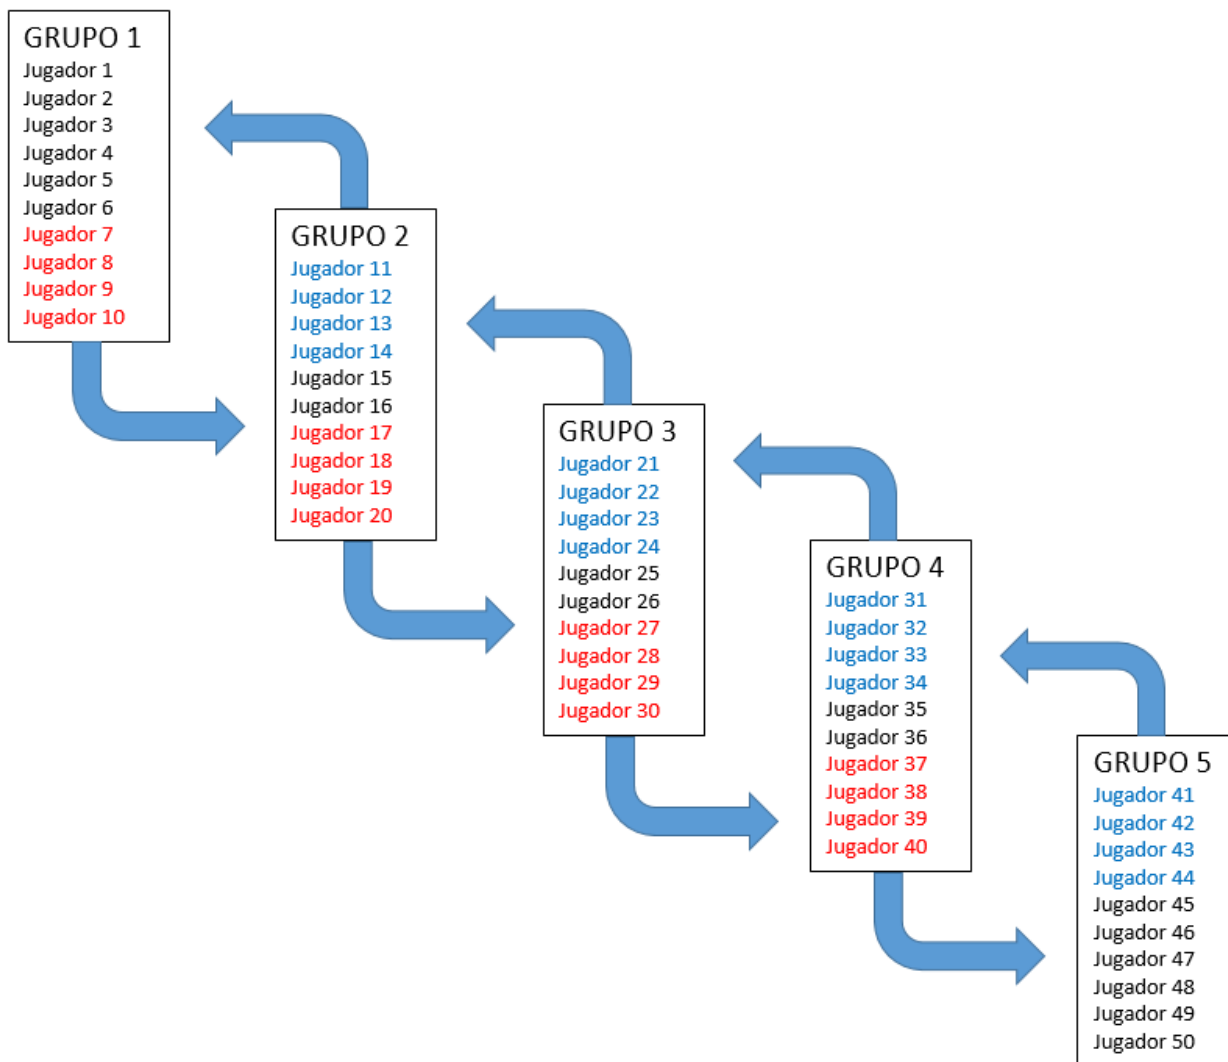 GRUPO 1
Jugador 1
Jugador 2
Jugador 3
Jugador 4
Jugador 5
Jugador 6
Jugador 7
Jugador 8
Jugador 9
Jugador 10
GRUPO 2
Jugador 11
Jugador 12
Jugador 13
Jugador 14
Jugador 15
Jugador 16
Jugador 17
Jugador 18
Jugador 19
Jugador 20
GRUPO 3
Jugador 21
Jugador 22
Jugador 23
Jugador 24
Jugador 25
Jugador 26
Jugador 27
Jugador 28
Jugador 29
Jugador 30
GRUPO 4
Jugador 31
Jugador 32
Jugador 33
Jugador 34
Jugador 35
Jugador 36
Jugador 37
Jugador 38
Jugador 39
Jugador 40
GRUPO 5
Jugador 41
Jugador 42
Jugador 43
Jugador 44
Jugador 45
Jugador 46
Jugador 47
Jugador 48
Jugador 49
Jugador 50